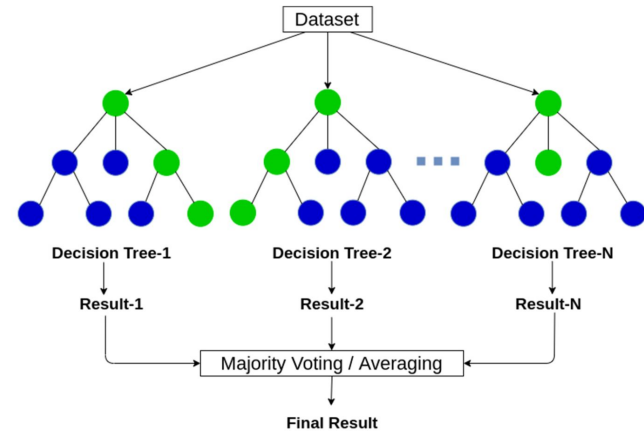 Dataset
Decision Tree-1
Decision Tree-2
Decision Tree-N
Result-1
Result-2
Result-N
Majority Voting / Averaging
Final Result